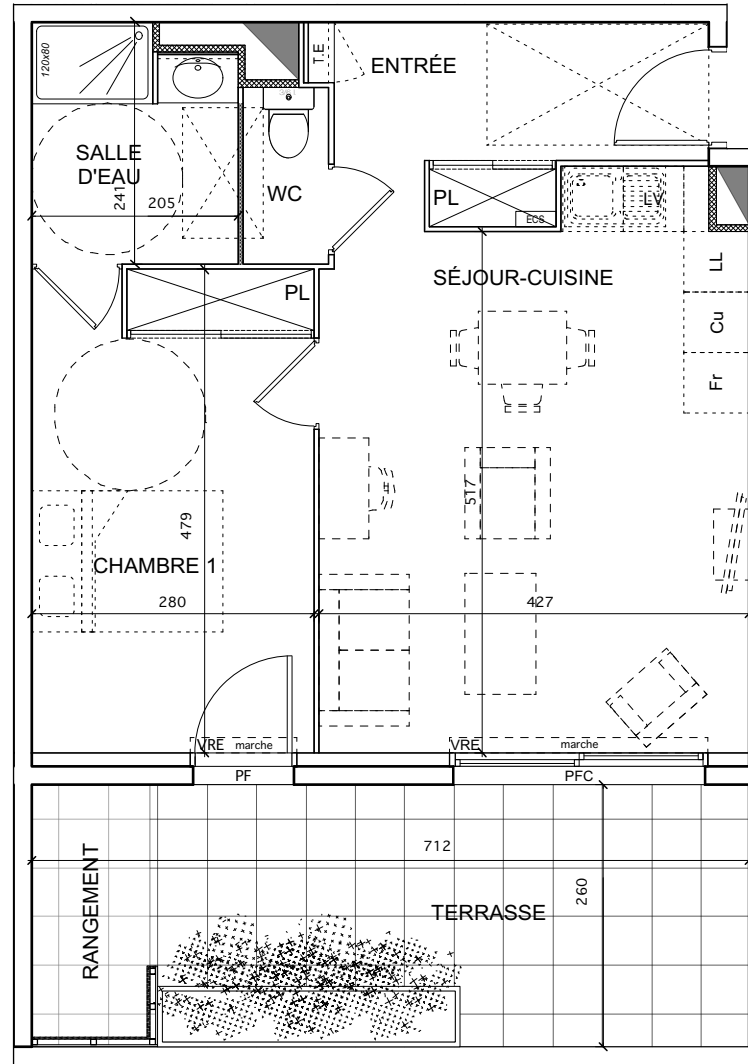 120x80
T.E
ENTRÉE
SALLE
D'EAU
241
205
WC
PL
ECS
LV
LL
SÉJOUR-CUISINE
PL
Cu
Fr
517
479
CHAMBRE 1
280
427
VRE marche
VRE marche
PF
PFC
712
RANGEMENT
260
TERRASSE